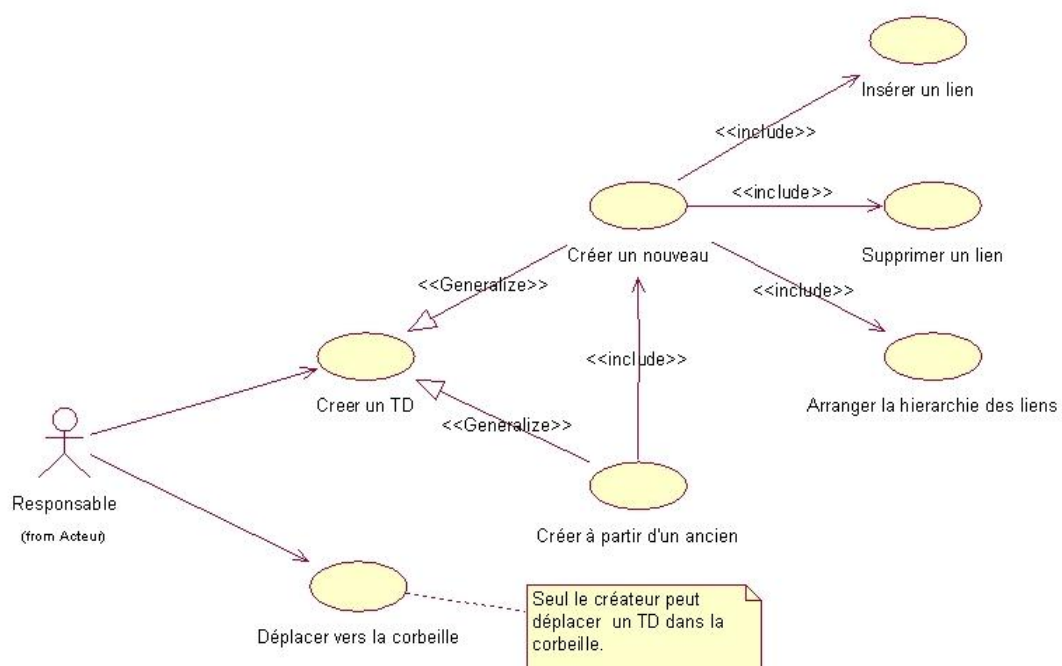 Insérer un lien
<<include>>
<<include>>
Créer un nouveau
Supprimer un lien
<<Generalize>>
<<include>>
<<include>>
Creer un TD
Arranger la hierarchie des liens
<<Generalize>>
Responsable
(from Acteur)
Créer à partir d'un ancien
Déplacer vers la corbeille
Seul le créateur peut
déplacer un TD dans la
corbeille.